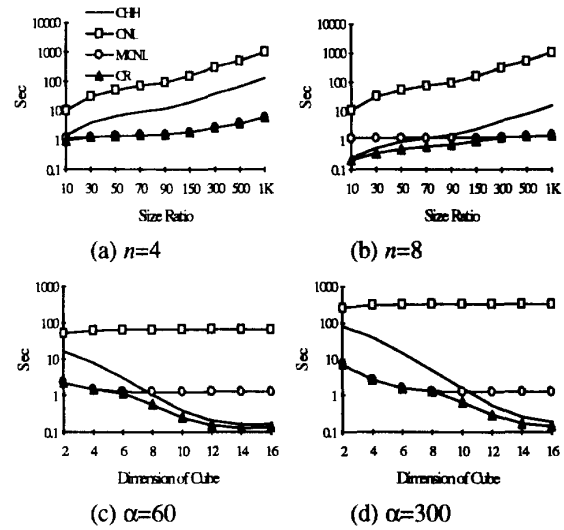 10000
1000
100
10
1
0.1
Sec
CHH
CNL
MCNL
CR
10 30 50 70 90 150 300 500 1K
Size Ratio
(a) n=4
10000
1000
100
10
1
0.1
Sec
10 30 50 70 90 150 300 500 1K
Size Ratio
(b) n=8
1000
100
10
1
0.1
Sec
2 4 6 8 10 12 14 16
Dimension of Cube
(c) α=60
1000
100
10
1
0.1
Sec
2 4 6 8 10 12 14 16
Dimension of Cube
(d) α=300